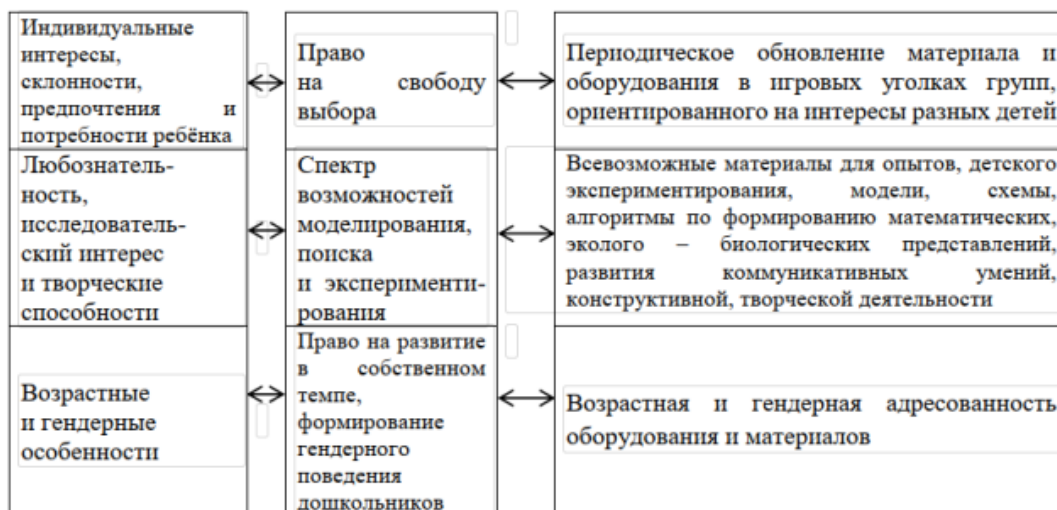 Индивидуальные
интересы,
склонности,
предпочтения и
потребности ребёнка
Право
на свободу
выбора
Периодическое обновление материала и
оборудования в игровых уголках групп,
ориентированного на интересы разных детей
Любознатель-
ность,
исследователь-
ский интерес
и творческие
способности
Спектр
возможностей
моделирования,
поиска
и эксперименти-
рования
Всевозможные материалы для опытов, детского
экспериментирования, модели, схемы,
алгоритмы по формированию математических,
эколого – биологических представлений,
развития коммуникативных умений,
конструктивной, творческой деятельности
Возрастные
и гендерные
особенности
Право на развитие
в собственном
темпе,
формирование
гендерного
поведения
дошкольников
Возрастная и гендерная адресованность
оборудования и материалов